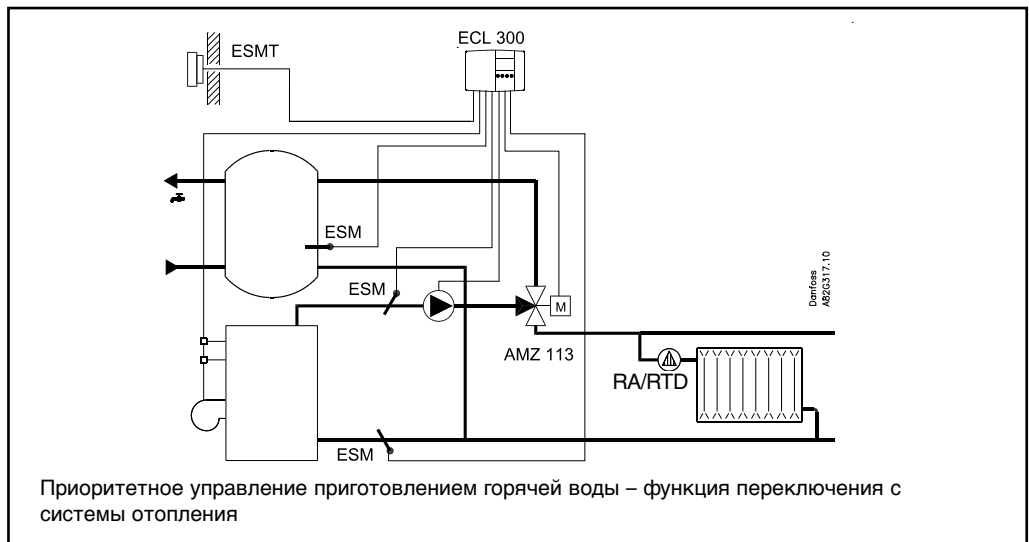 ECL 300
ESMT
ESM
ESM
M
AMZ 113
RA/RTD
ESM
Danfoss
A82G317.10
Приоритетное управление приготовлением горячей воды – функция переключения с
системы отопления